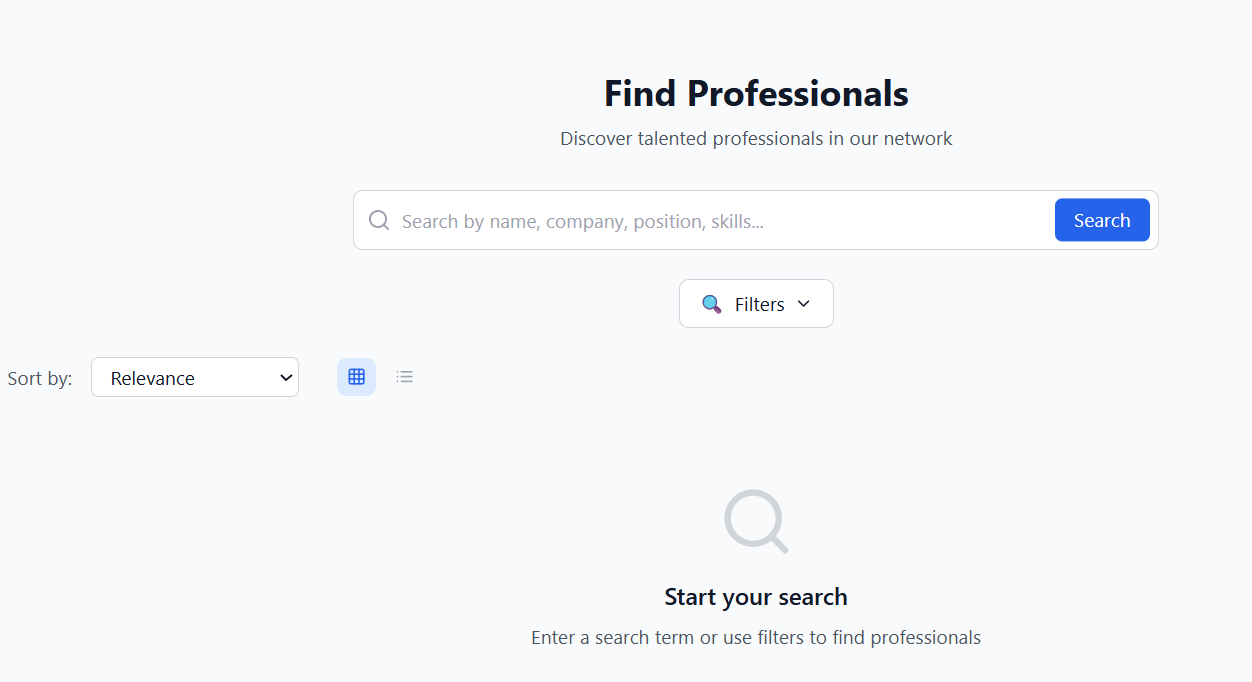 Find Professionals
Discover talented professionals in our network
Search by name, company, position, skills...
Search
Filters
Sort by:
Relevance
Start your search
Enter a search term or use filters to find professionals